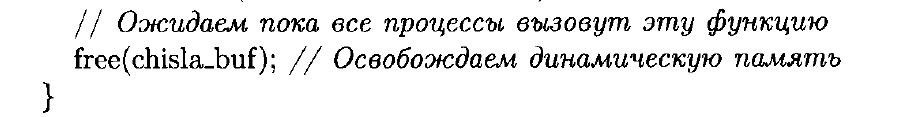 // Ожидаем пока все процессы вызовут эту функцию
free(chisla_buf); // Освобождаем динамическую память
}